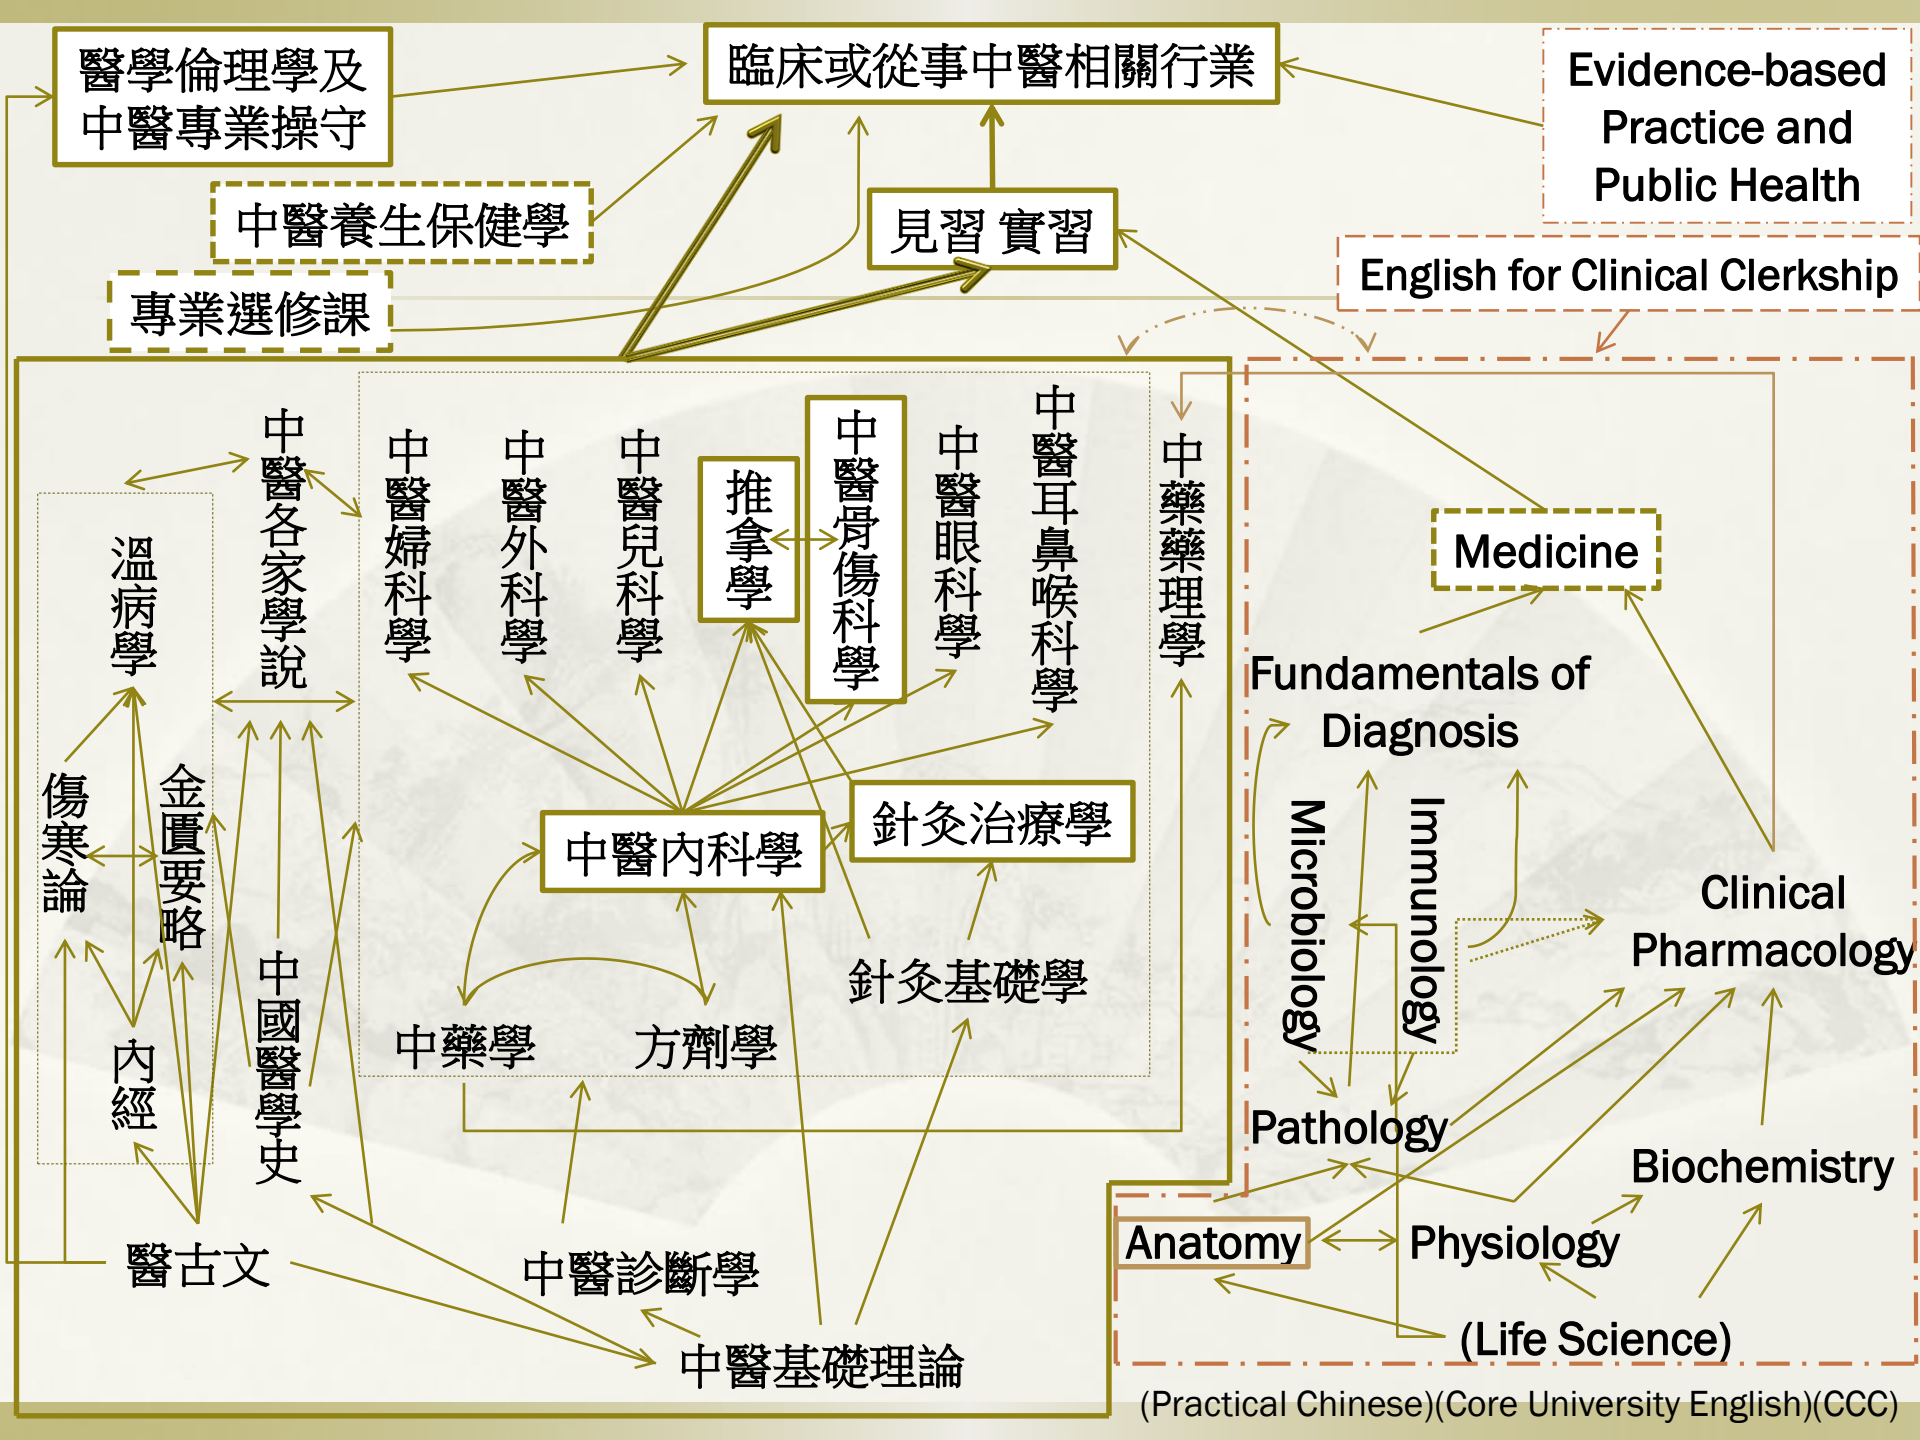 醫學倫理學及
中醫專業操守
臨床或從事中醫相關行業
Evidence-based
Practice and
Public Health
中醫養生保健學
見習 實習
English for Clinical Clerkship
專業選修課
中醫各家學說
中醫婦科學
中醫外科學
中醫兒科學
推拿學
中醫骨傷科學
中醫眼科學
中醫耳鼻喉科學
中藥藥理學
Medicine
溫病學
Fundamentals of
Diagnosis
傷寒論
金匱要略
中醫內科學
針灸治療學
Microbiology
Immunology
Clinical
Pharmacology
內經
中國醫學史
中藥學
方劑學
針灸基礎學
Pathology
Biochemistry
醫古文
中醫診斷學
Anatomy
Physiology
中醫基礎理論
(Life Science)
(Practical Chinese)(Core University English)(CCC)